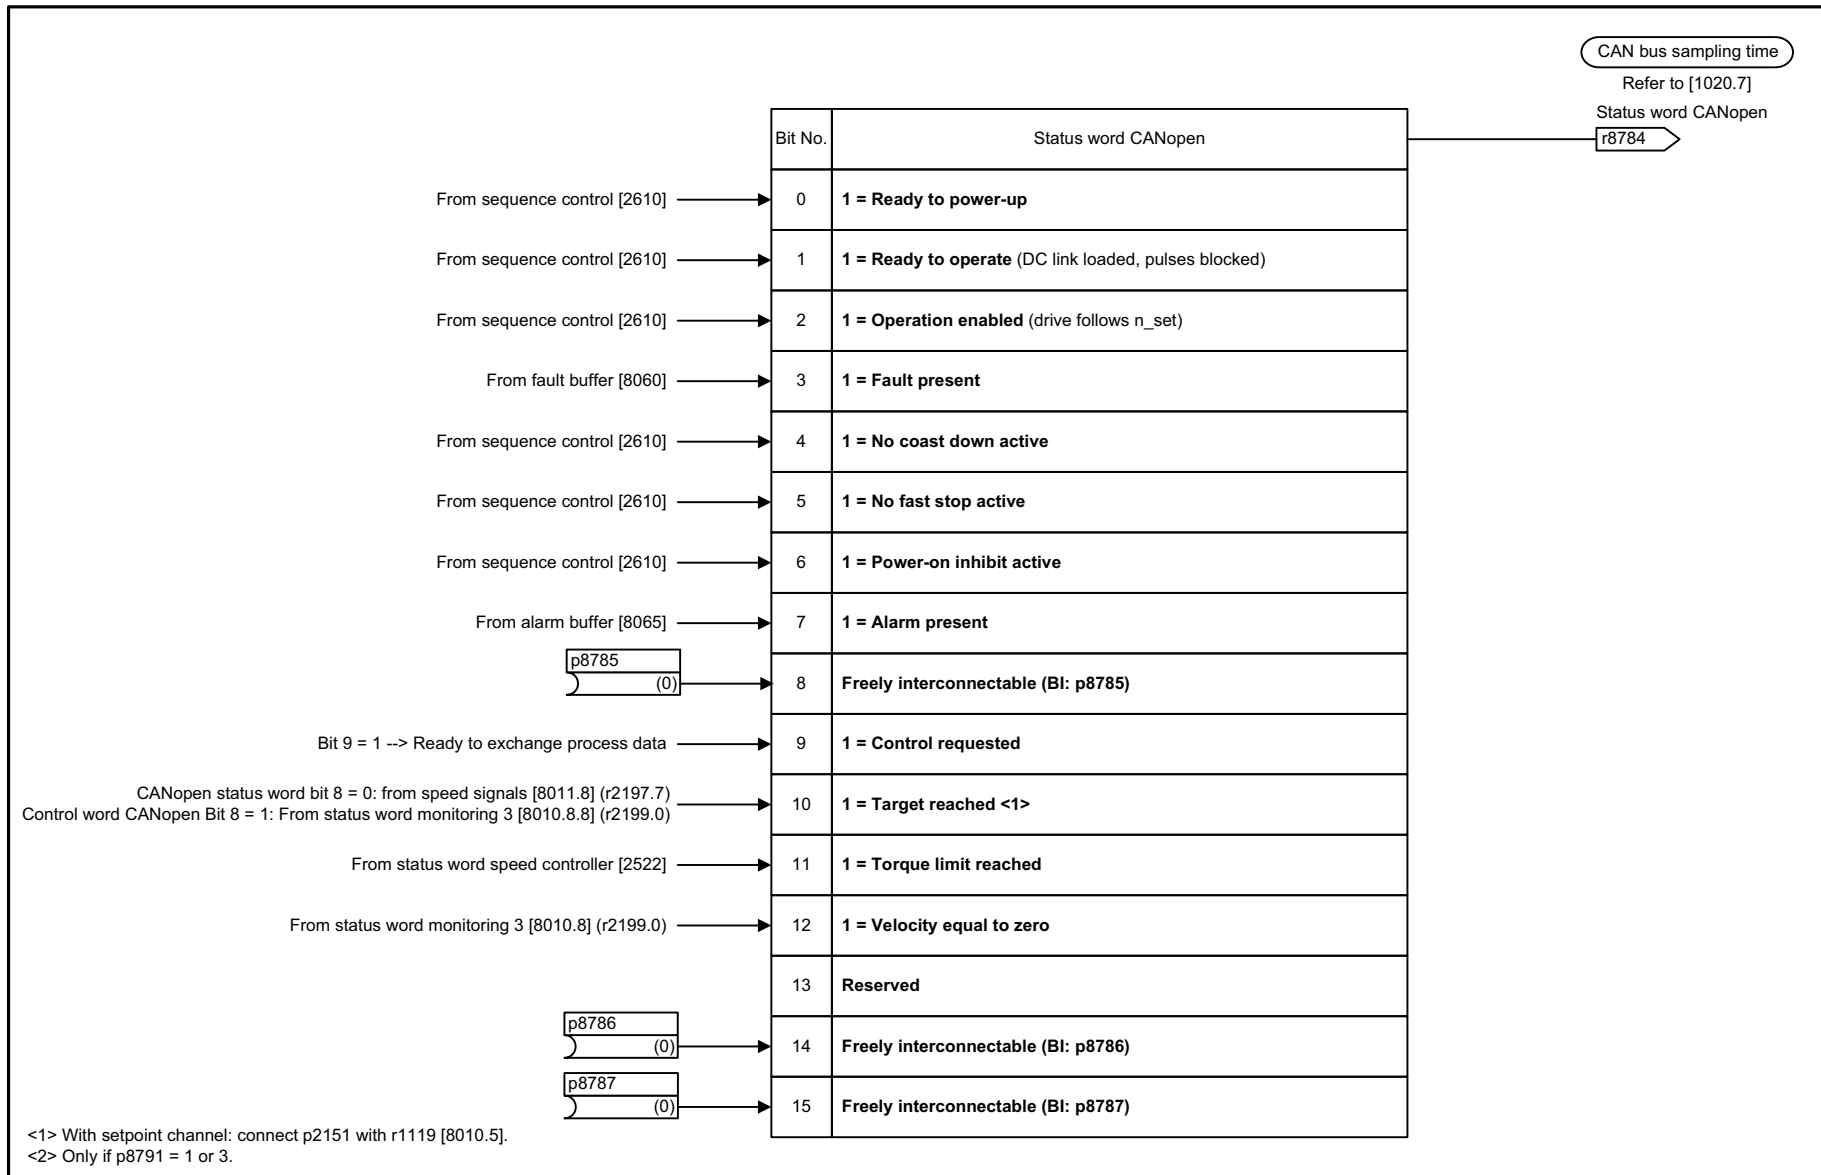 CAN bus sampling time
Refer to [1020.7]
Status word CANopen
r8784
Bit No. Status word CANopen
From sequence control [2610] 0 1 = Ready to power-up
From sequence control [2610] 1 1 = Ready to operate (DC link loaded, pulses blocked)
From sequence control [2610] 2 1 = Operation enabled (drive follows n_set)
From fault buffer [8060] 3 1 = Fault present
From sequence control [2610] 4 1 = No coast down active
From sequence control [2610] 5 1 = No fast stop active
From sequence control [2610] 6 1 = Power-on inhibit active
From alarm buffer [8065] 7 1 = Alarm present
p8785
(0) 8 Freely interconnectable (BI: p8785)
Bit 9 = 1 --> Ready to exchange process data 9 1 = Control requested
CANopen status word bit 8 = 0: from speed signals [8011.8] (r2197.7)
Control word CANopen Bit 8 = 1: From status word monitoring 3 [8010.8.8] (r2199.0)
10 1 = Target reached <1>
From status word speed controller [2522] 11 1 = Torque limit reached
From status word monitoring 3 [8010.8] (r2199.0) 12 1 = Velocity equal to zero
13 Reserved
p8786
(0) 14 Freely interconnectable (BI: p8786)
p8787
(0) 15 Freely interconnectable (BI: p8787)
<1> With setpoint channel: connect p2151 with r1119 [8010.5].
<2> Only if p8791 = 1 or 3.